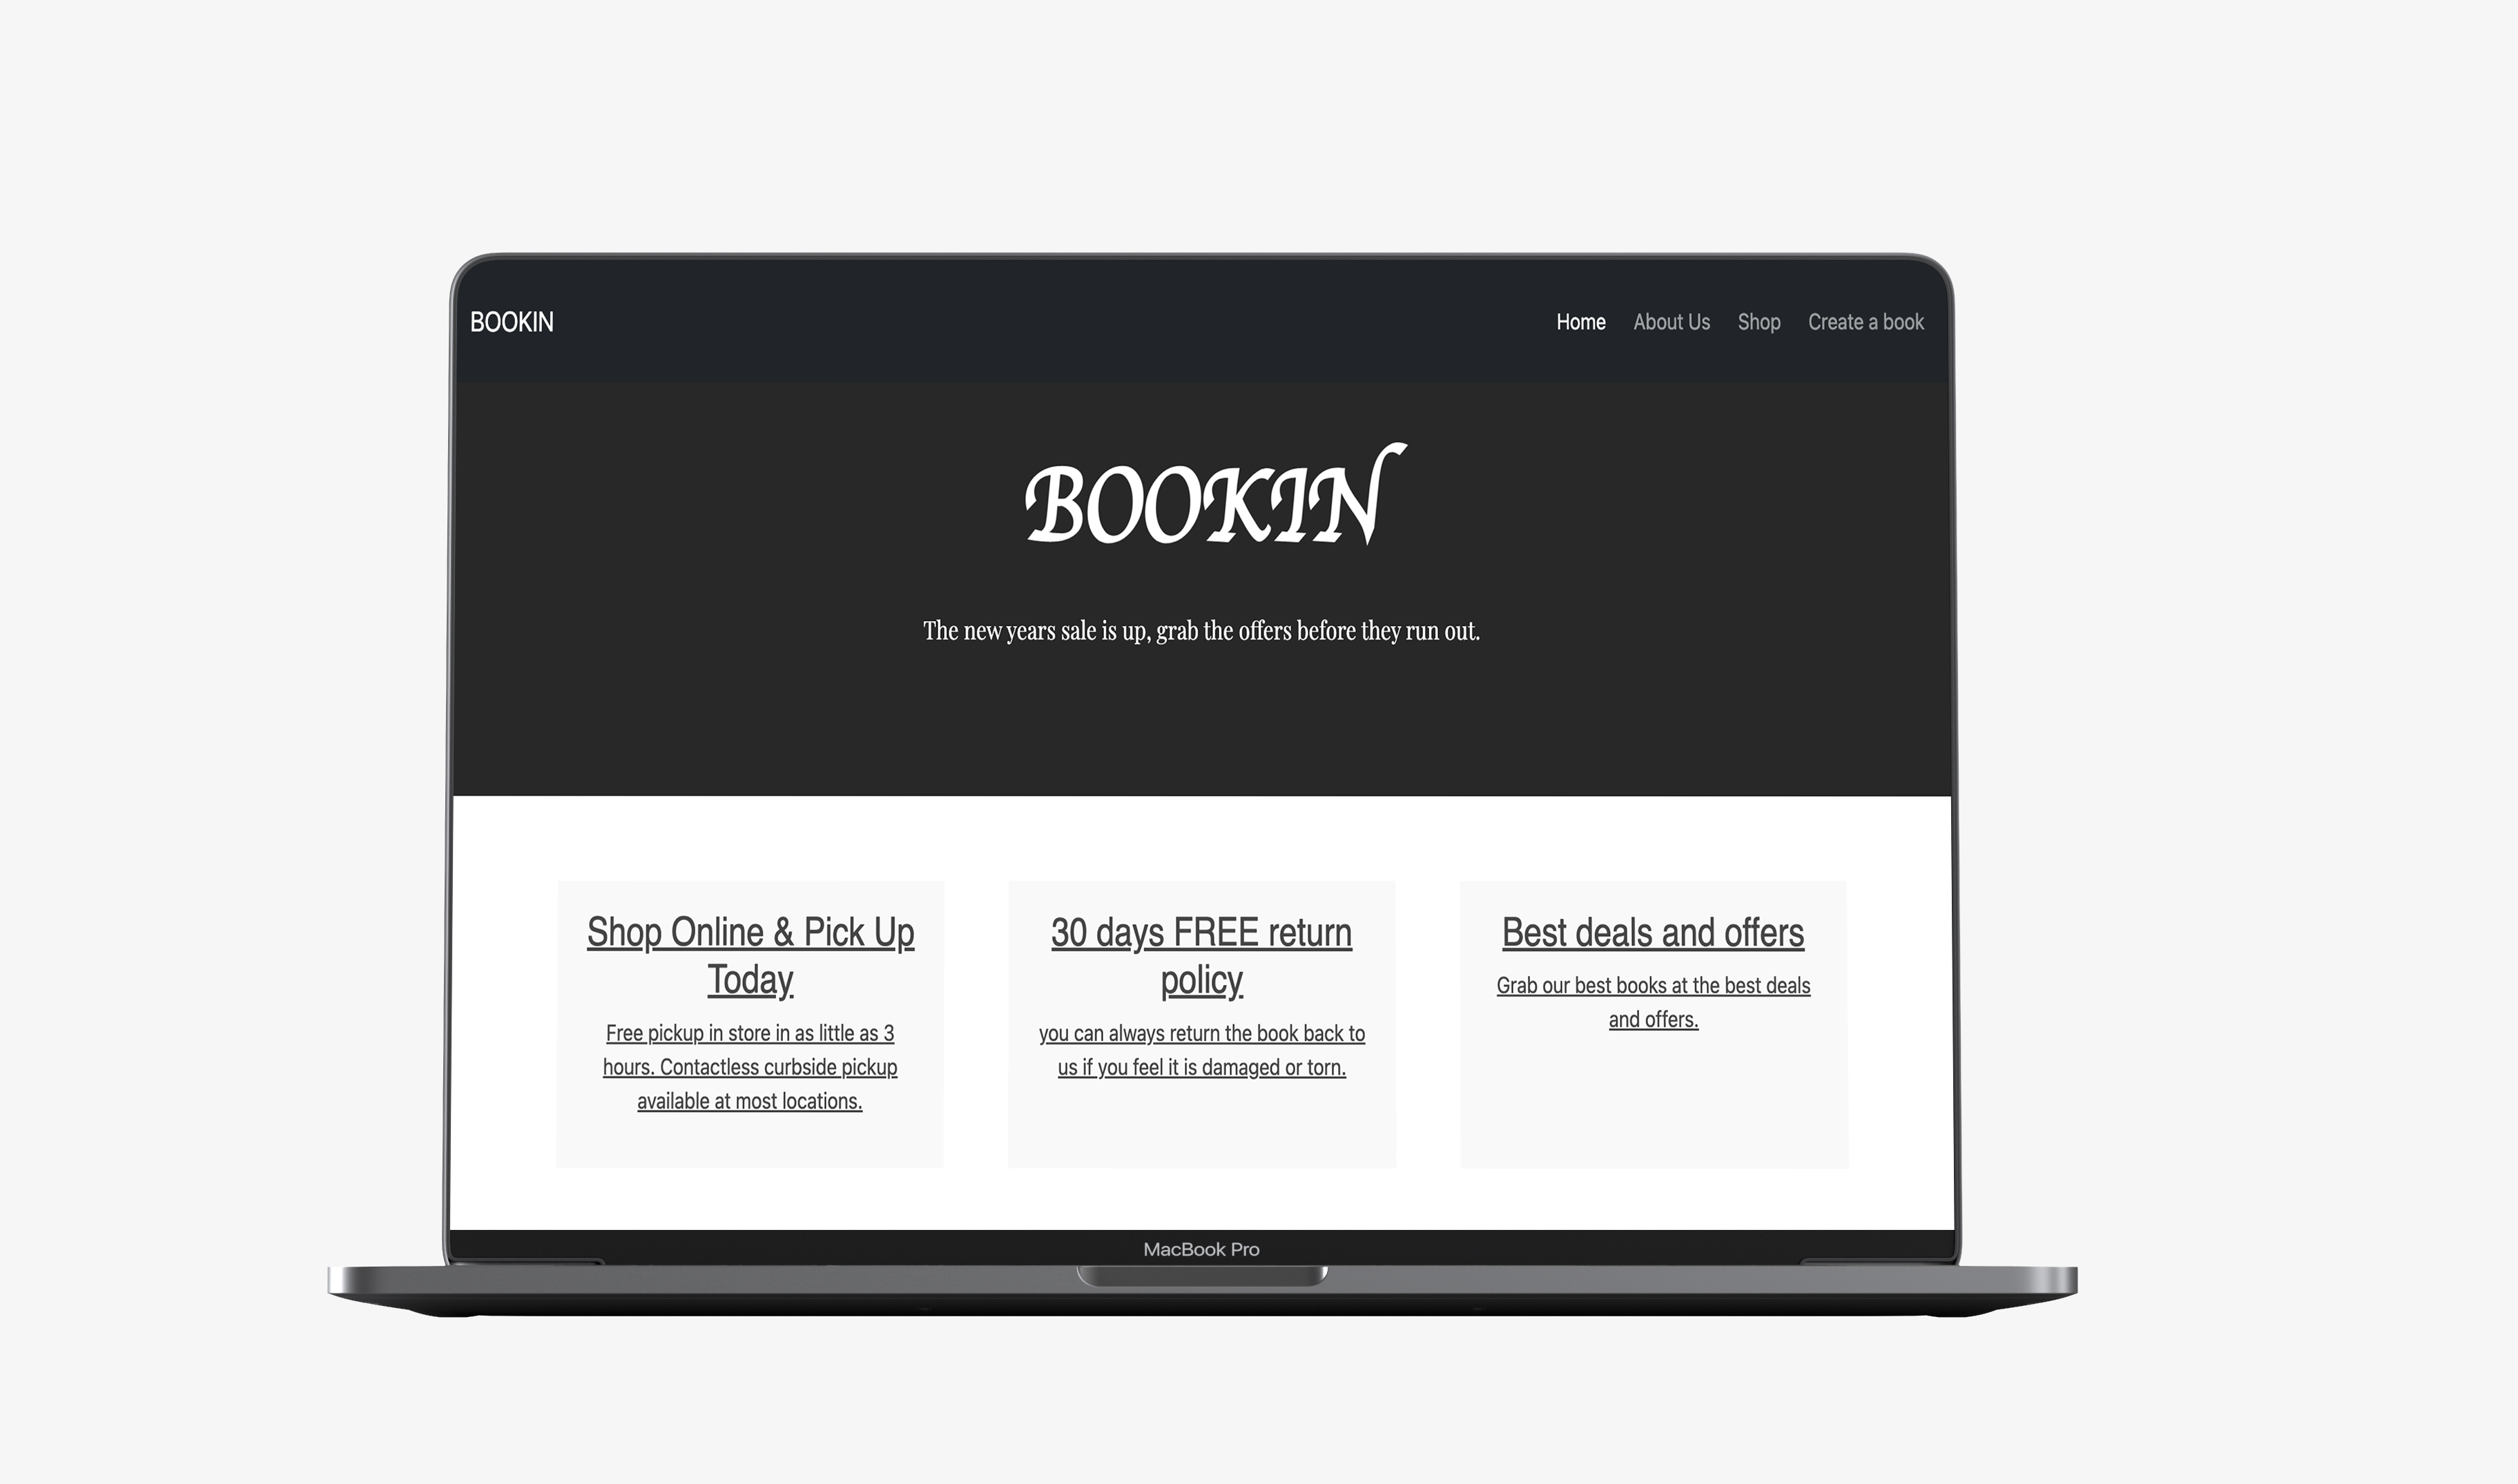 BOOKIN
Home About Us Shop Create a book
BOOKIN
The new years sale is up, grab the offers before they run out.
Shop Online & Pick Up
Today
Free pickup in store in as little as 3
hours. Contactless curbside pickup
available at most locations.
30 days FREE return
policy
you can always return the book back to
us if you feel it is damaged or torn.
Best deals and offers
Grab our best books at the best deals
and offers.
MacBook Pro